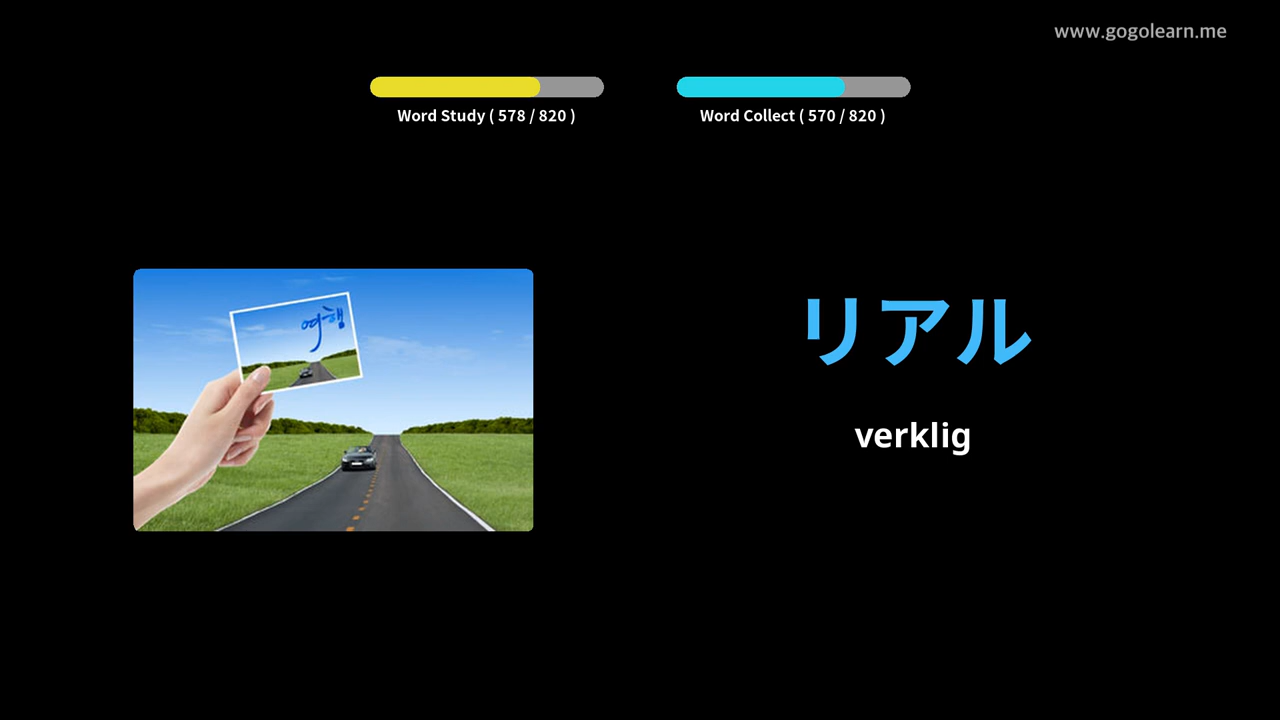 www.gogolearn.me
Word Study ( 578 / 820 )
Word Collect ( 570 / 820 )
여행
リアル
verklig